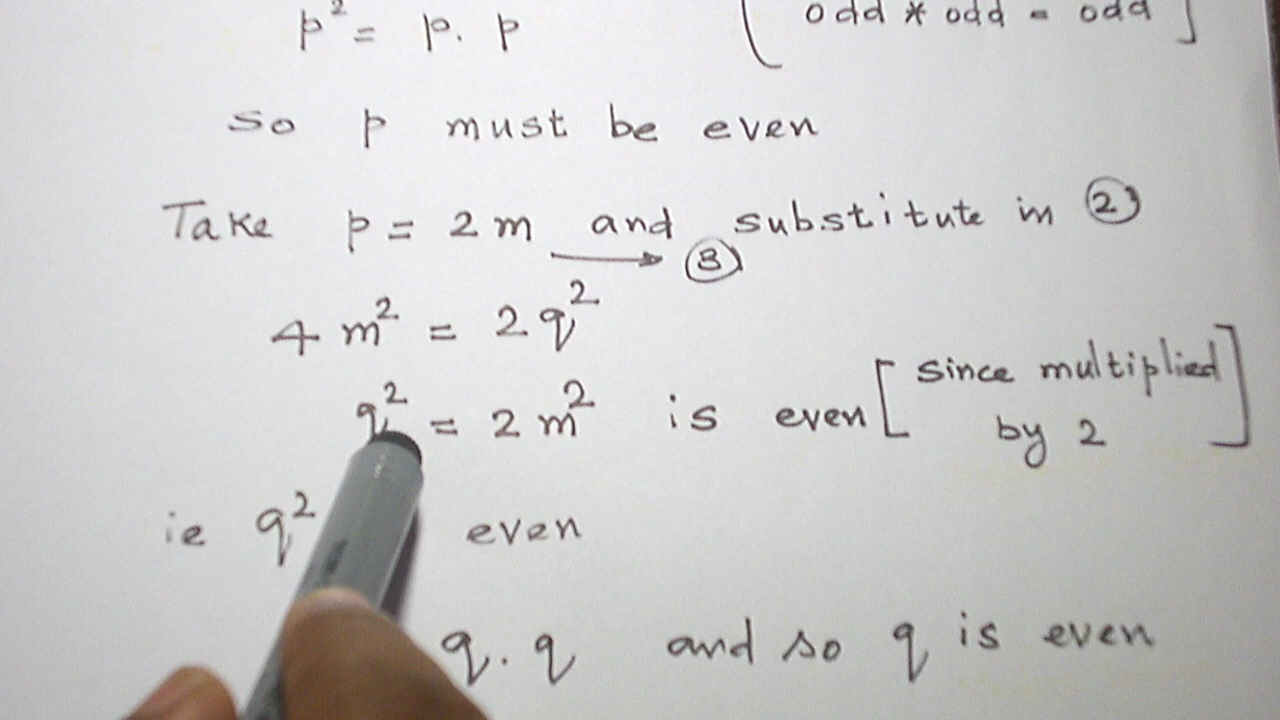 p² = p. p [ odd * odd = odd ]
so p must be even
Take p = 2m and substitute in ②
→ ③
4m² = 2q²
q² = 2m² is even [ since multiplied by 2 ]
ie q² even
q. q and so q is even